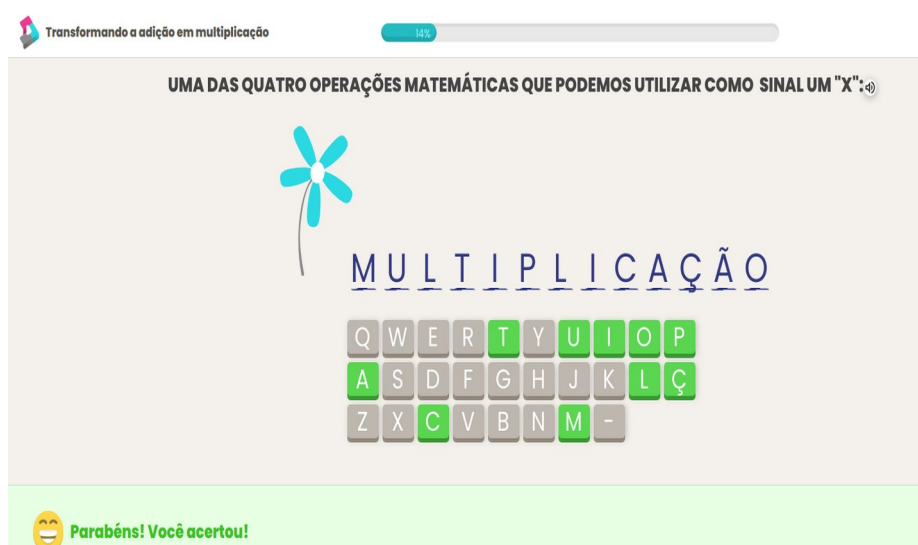 Transformando a adição em multiplicação
14%
UMA DAS QUATRO OPERAÇÕES MATEMÁTICAS QUE PODEMOS UTILIZAR COMO SINAL UM "X":
MULTIPLICAÇÃO
Q W E R T Y U I O P
A S D F G H J K L Ç
Z X C V B N M -
Parabéns! Você acertou!